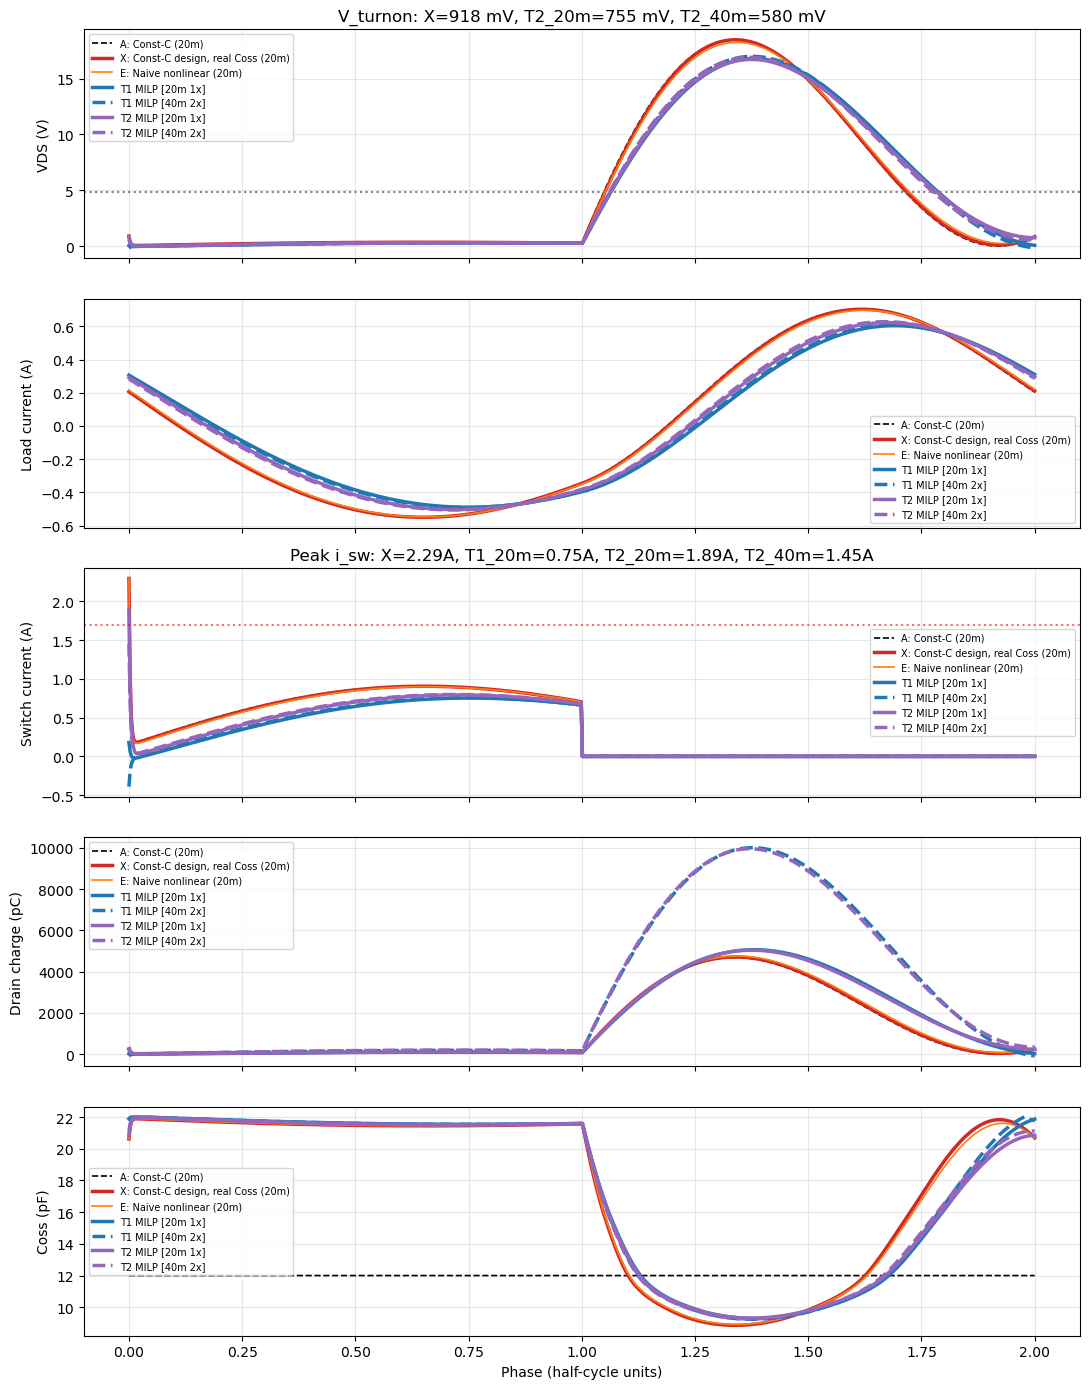 V_turnon: X=918 mV, T2_20m=755 mV, T2_40m=580 mV
A: Const-C (20m)
X: Const-C design, real Coss (20m)
E: Naive nonlinear (20m)
T1 MILP [20m 1x]
T1 MILP [40m 2x]
T2 MILP [20m 1x]
T2 MILP [40m 2x]
VDS (V)
15
10
5
0
Load current (A)
0.6
0.4
0.2
0.0
−0.2
−0.4
−0.6
A: Const-C (20m)
X: Const-C design, real Coss (20m)
E: Naive nonlinear (20m)
T1 MILP [20m 1x]
T1 MILP [40m 2x]
T2 MILP [20m 1x]
T2 MILP [40m 2x]
Peak i_sw: X=2.29A, T1_20m=0.75A, T2_20m=1.89A, T2_40m=1.45A
Switch current (A)
2.0
1.5
1.0
0.5
0.0
−0.5
A: Const-C (20m)
X: Const-C design, real Coss (20m)
E: Naive nonlinear (20m)
T1 MILP [20m 1x]
T1 MILP [40m 2x]
T2 MILP [20m 1x]
T2 MILP [40m 2x]
Drain charge (pC)
10000
8000
6000
4000
2000
0
A: Const-C (20m)
X: Const-C design, real Coss (20m)
E: Naive nonlinear (20m)
T1 MILP [20m 1x]
T1 MILP [40m 2x]
T2 MILP [20m 1x]
T2 MILP [40m 2x]
Coss (pF)
22
20
18
16
14
12
10
A: Const-C (20m)
X: Const-C design, real Coss (20m)
E: Naive nonlinear (20m)
T1 MILP [20m 1x]
T1 MILP [40m 2x]
T2 MILP [20m 1x]
T2 MILP [40m 2x]
0.00 0.25 0.50 0.75 1.00 1.25 1.50 1.75 2.00
Phase (half-cycle units)